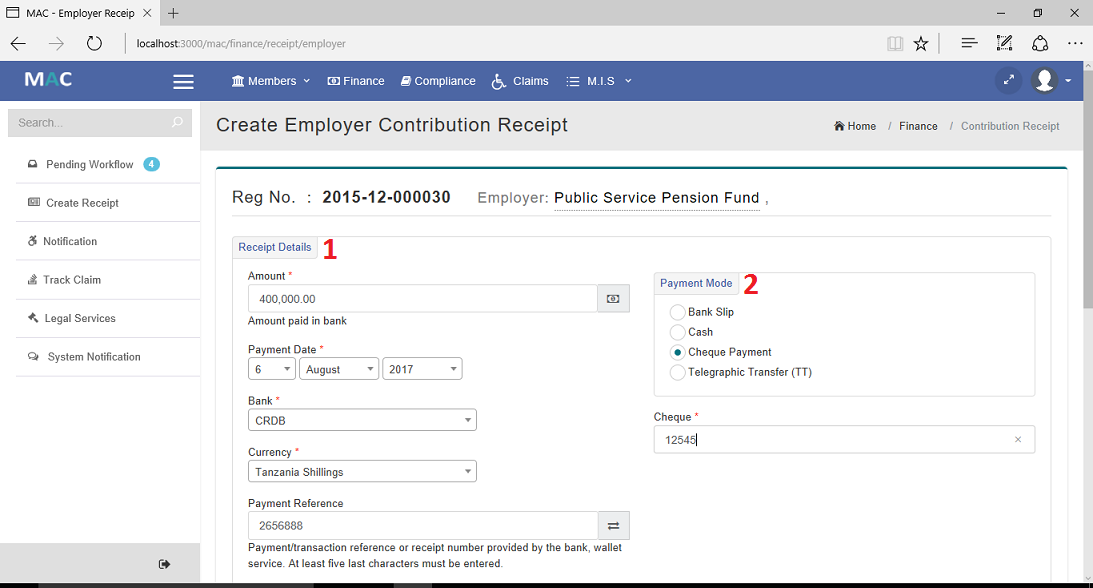 MAC - Employer Receip
localhost:3000/mac/finance/receipt/employer
MAC
Members Finance Compliance Claims M.I.S
Search...
Create Employer Contribution Receipt
Home / Finance / Contribution Receipt
Pending Workflow 4
Create Receipt
Notification
Track Claim
Legal Services
System Notification
Reg No. : 2015-12-000030 Employer: Public Service Pension Fund ,
Receipt Details 1
Amount *
400,000.00
Amount paid in bank
Payment Date *
6 August 2017
Bank *
CRDB
Currency *
Tanzania Shillings
Payment Reference
2656888
Payment/transaction reference or receipt number provided by the bank, wallet
service. At least five last characters must be entered.
Payment Mode 2
Bank Slip
Cash
Cheque Payment
Telegraphic Transfer (TT)
Cheque *
12545